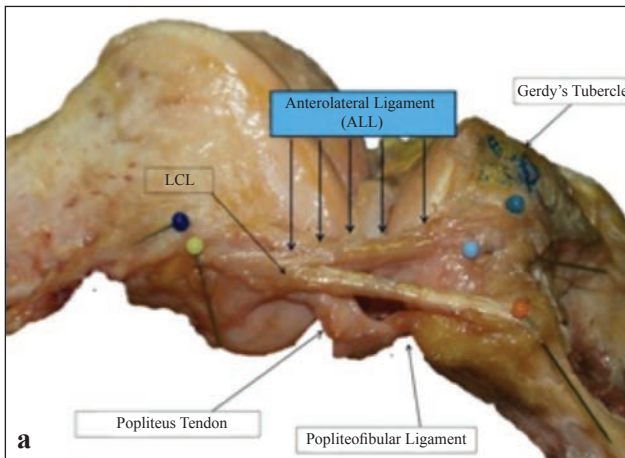 Gerdy's Tubercle
Anterolateral Ligament
(ALL)
LCL
Popliteus Tendon
Popliteofibular Ligament
a